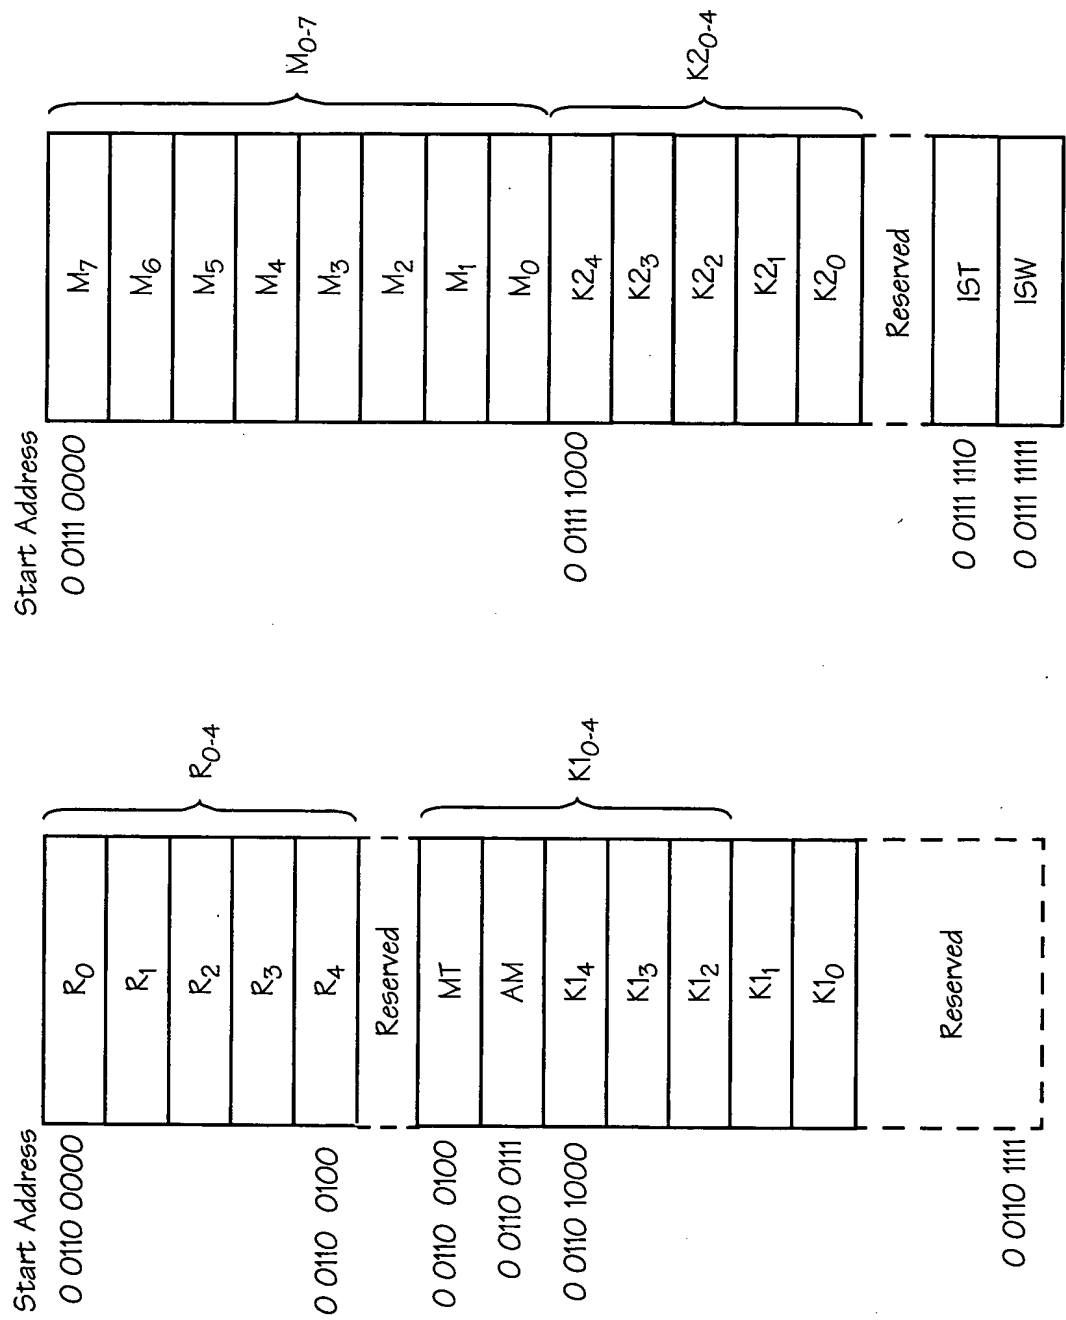 Start Address
0 0110 0000
R0
R1
R2
R3
0 0110 0100
R4
R0-4
Reserved
0 0110 0100
MT
0 0110 0111
AM
0 0110 1000
K14
K13
K12
K11
K10
K10-4
Reserved
0 0110 1111
Start Address
0 0111 0000
M7
M6
M5
M4
M3
M2
M1
M0
M0-7
0 0111 1000
K24
K23
K22
K21
K20
K20-4
Reserved
0 0111 1110
IST
0 0111 11111
ISW